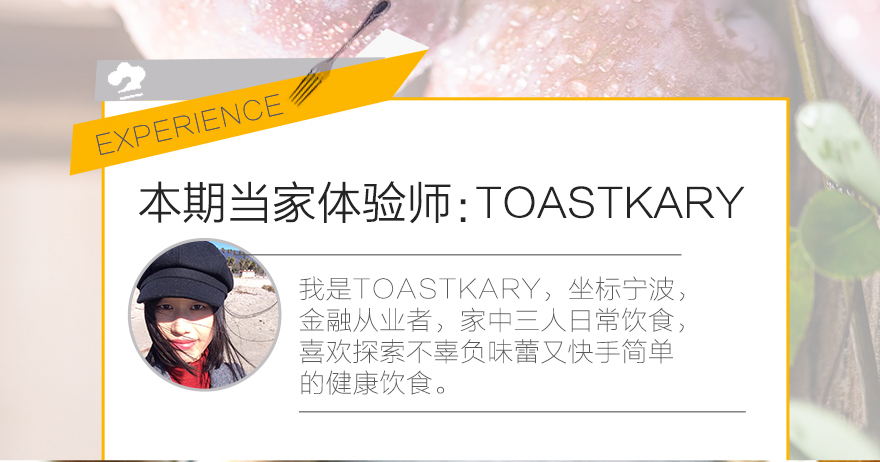 EXPERIENCE
本期当家体验师:TOASTKARY
我是TOASTKARY，坐标宁波，
金融从业者，家中三人日常饮食，
喜欢探索不辜负味蕾又快手简单
的健康饮食。